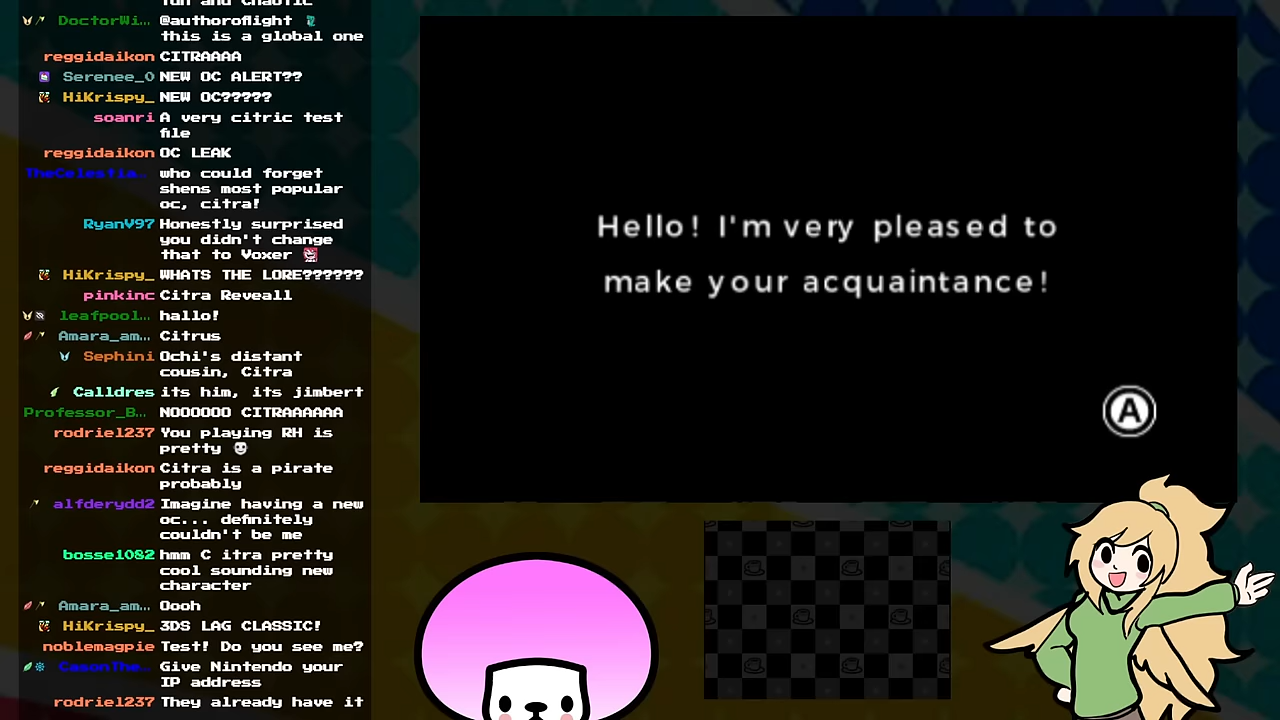 fun and chaotic
DoctorWi... @authoroflight
this is a global one
reggidaikon CITRAAAA
Serenee_0 NEW OC ALERT??
HiKrispy_ NEW OC?????
soanri A very citric test
file
reggidaikon OC LEAK
TheCelestia... who could forget
shens most popular
oc, citra!
RyanV97 Honestly surprised
you didn't change
that to Voxer
HiKrispy_ WHATS THE LORE??????
pinkinc Citra Reveall
leafpool... hallo!
Amara_am... Citrus
Sephini Ochi's distant
cousin, Citra
Calldres its him, its jimbert
Professor_B... NOOOOOO CITRAAAAAA
rodriel237 You playing RH is
pretty
reggidaikon Citra is a pirate
probably
alfderydd2 Imagine having a new
oc... definitely
couldn't be me
bosse1082 hmm C itra pretty
cool sounding new
character
Amara_am... Oooh
HiKrispy_ 3DS LAG CLASSIC!
noblemagpie Test! Do you see me?
CasonThe... Give Nintendo your
IP address
rodriel237 They already have it
Hello! I'm very pleased to
make your acquaintance!
A